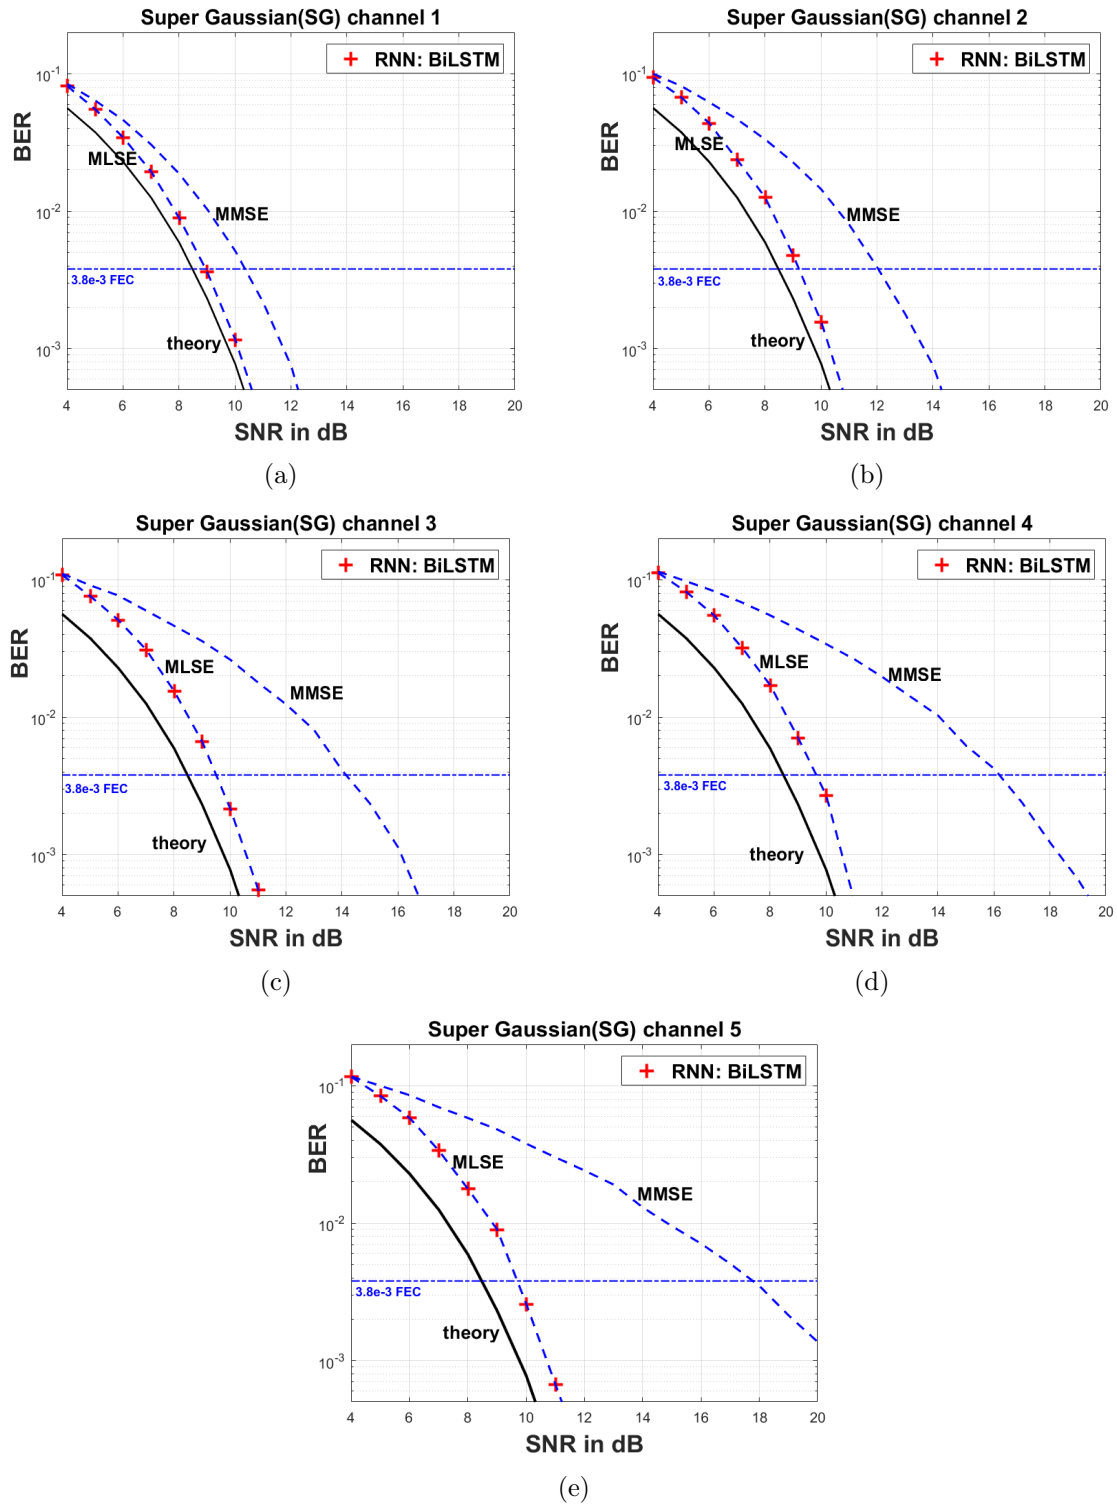 Super Gaussian(SG) channel 1
RNN: BiLSTM
10^-1
10^-2
10^-3
BER
MLSE
MMSE
3.8e-3 FEC
theory
4 6 8 10 12 14 16 18 20
SNR in dB
(a)
Super Gaussian(SG) channel 2
RNN: BiLSTM
10^-1
10^-2
10^-3
BER
MLSE
MMSE
3.8e-3 FEC
theory
4 6 8 10 12 14 16 18 20
SNR in dB
(b)
Super Gaussian(SG) channel 3
RNN: BiLSTM
10^-1
10^-2
10^-3
BER
MLSE
MMSE
3.8e-3 FEC
theory
4 6 8 10 12 14 16 18 20
SNR in dB
(c)
Super Gaussian(SG) channel 4
RNN: BiLSTM
10^-1
10^-2
10^-3
BER
MLSE
MMSE
3.8e-3 FEC
theory
4 6 8 10 12 14 16 18 20
SNR in dB
(d)
Super Gaussian(SG) channel 5
RNN: BiLSTM
10^-1
10^-2
10^-3
BER
MLSE
MMSE
3.8e-3 FEC
theory
4 6 8 10 12 14 16 18 20
SNR in dB
(e)